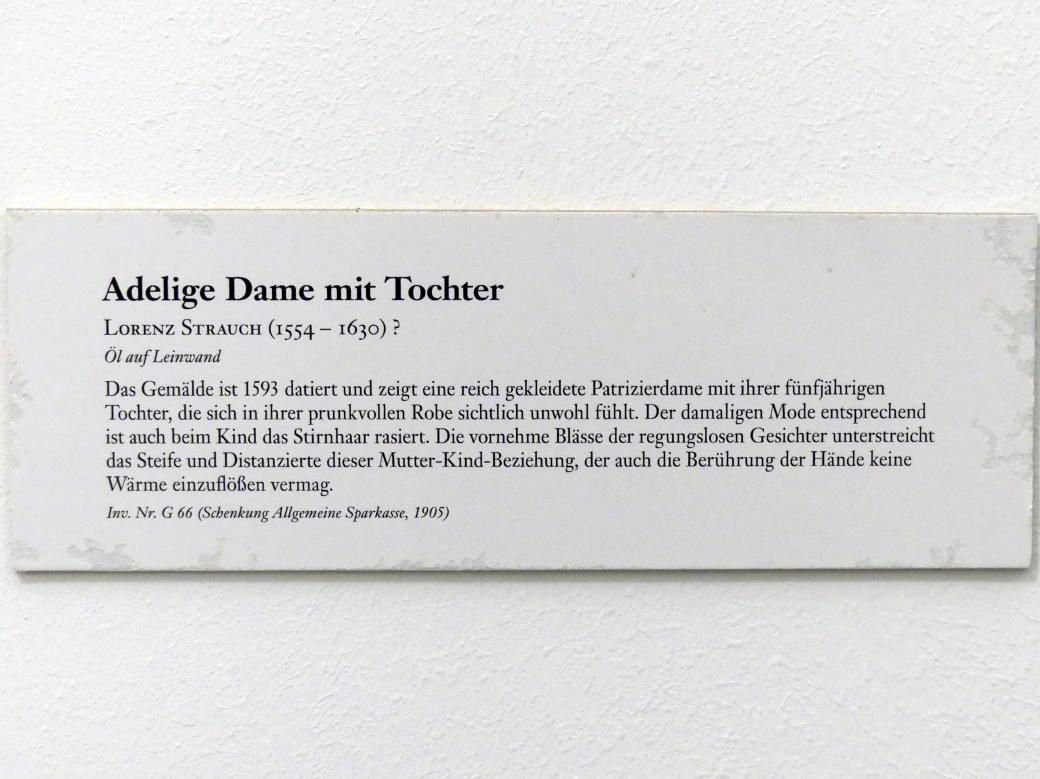 Adelige Dame mit Tochter
Lorenz Strauch (1554 – 1630) ?
Öl auf Leinwand
Das Gemälde ist 1593 datiert und zeigt eine reich gekleidete Patrizierdame mit ihrer fünfjährigen
Tochter, die sich in ihrer prunkvollen Robe sichtlich unwohl fühlt. Der damaligen Mode entsprechend
ist auch beim Kind das Stirnhaar rasiert. Die vornehme Blässe der regungslosen Gesichter unterstreicht
das Steife und Distanzierte dieser Mutter-Kind-Beziehung, der auch die Berührung der Hände keine
Wärme einzuflößen vermag.
Inv. Nr. G 66 (Schenkung Allgemeine Sparkasse, 1905)